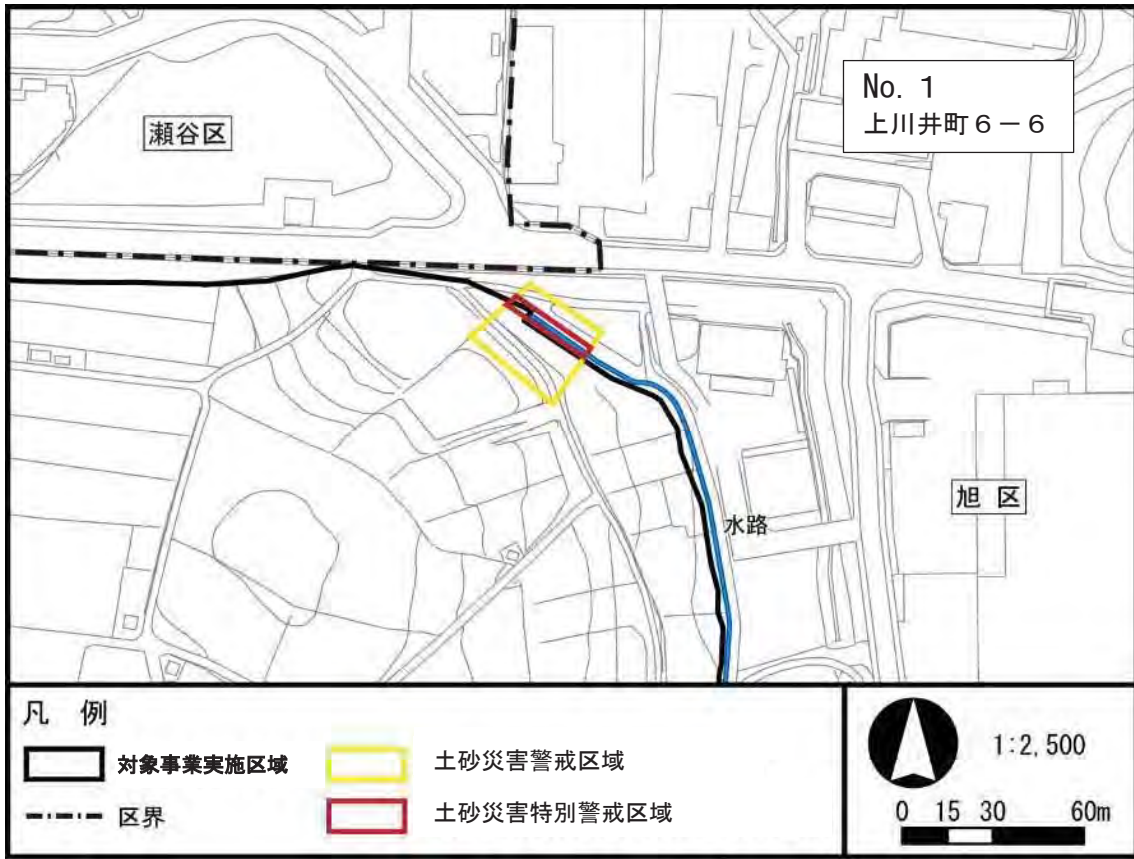 No. 1
上川井町６－６
瀬谷区
旭 区
水路
凡 例
対象事業実施区域
土砂災害警戒区域
区界
土砂災害特別警戒区域
1:2,500
0 15 30 60m